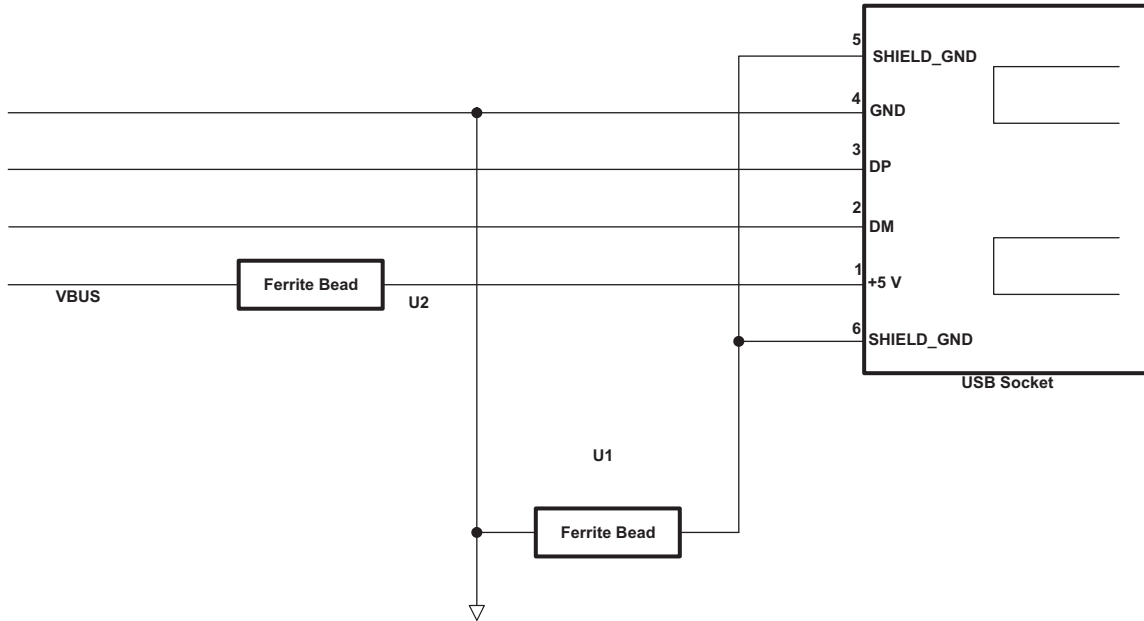 5
SHIELD_GND
4
GND
3
DP
2
DM
VBUS
Ferrite Bead
U2
1
+5 V
6
SHIELD_GND
USB Socket
U1
Ferrite Bead